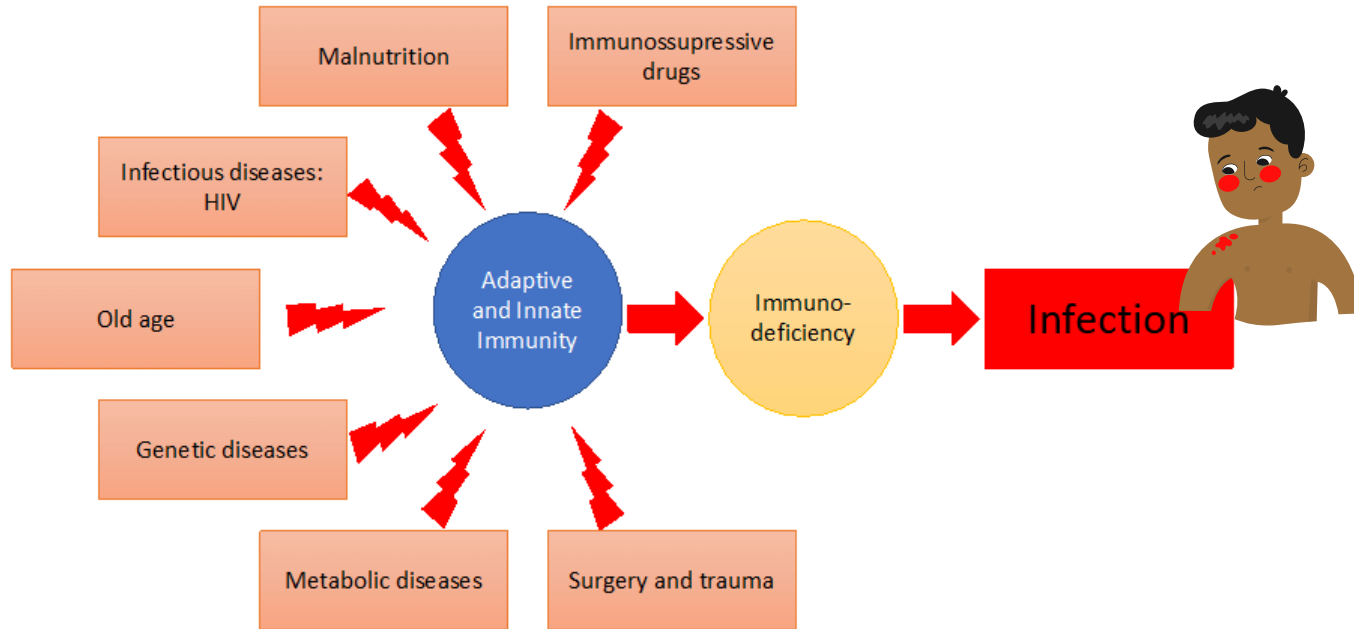 Malnutrition
Immunossupressive
drugs
Infectious diseases:
HIV
Old age
Genetic diseases
Metabolic diseases
Surgery and trauma
Adaptive
and Innate
Immunity
Immuno-
deficiency
Infection